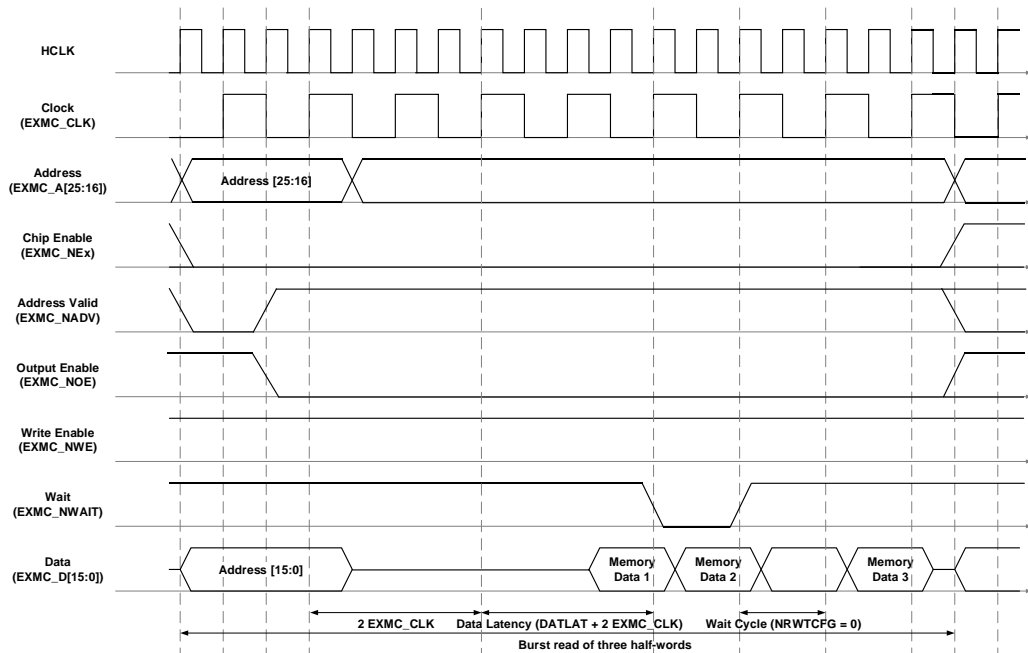 HCLK
Clock
(EXMC_CLK)
Address
(EXMC_A[25:16])
Address [25:16]
Chip Enable
(EXMC_NEx)
Address Valid
(EXMC_NADV)
Output Enable
(EXMC_NOE)
Write Enable
(EXMC_NWE)
Wait
(EXMC_NWAIT)
Data
(EXMC_D[15:0])
Address [15:0]
Memory
Data 1
Memory
Data 2
Memory
Data 3
2 EXMC_CLK
Data Latency (DATLAT + 2 EXMC_CLK)
Wait Cycle (NRWTCFG = 0)
Burst read of three half-words